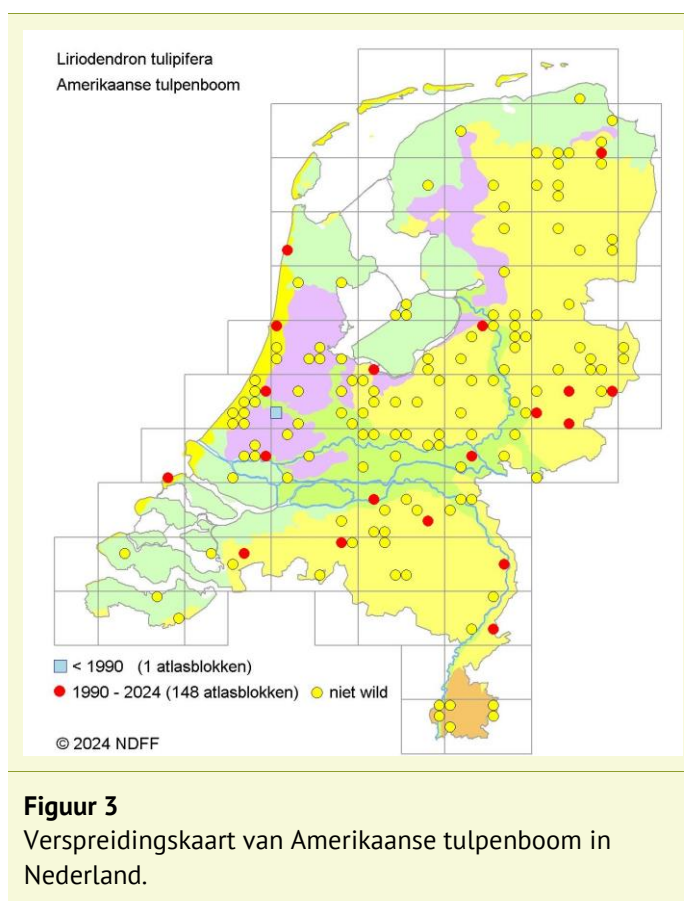 Liriodendron tulipifera
Amerikaanse tulpenboom
< 1990 (1 atlasblokken)
1990 - 2024 (148 atlasblokken) niet wild
© 2024 NDFF
Figuur 3
Verspreidingskaart van Amerikaanse tulpenboom in
Nederland.